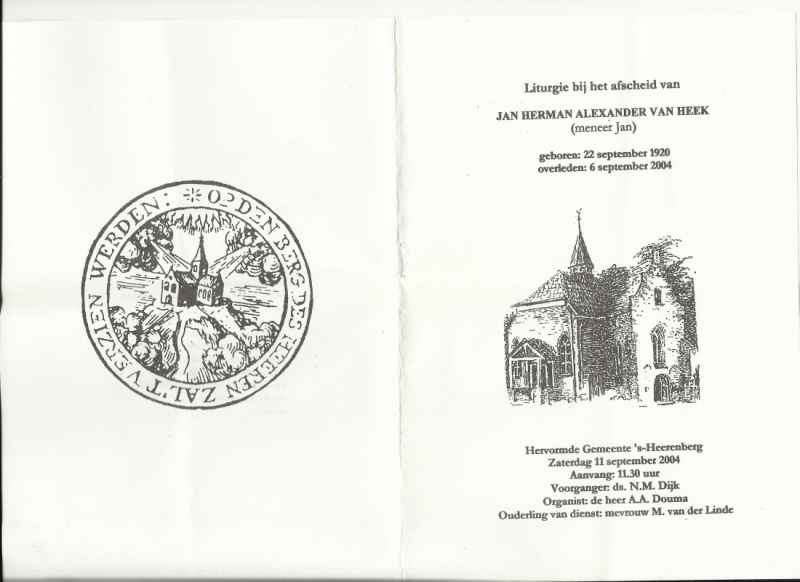 OP DEN BERG DES HEEREN ZAL'T VERZIEN WERDEN:
Liturgie bij het afscheid van
JAN HERMAN ALEXANDER VAN HEEK
(meneer Jan)
geboren: 22 september 1920
overleden: 6 september 2004
Hervormde Gemeente 's-Heerenberg
Zaterdag 11 september 2004
Aanvang: 11.30 uur
Voorganger: ds. N.M. Dijk
Organist: de heer A.A. Douma
Ouderling van dienst: mevrouw M. van der Linde